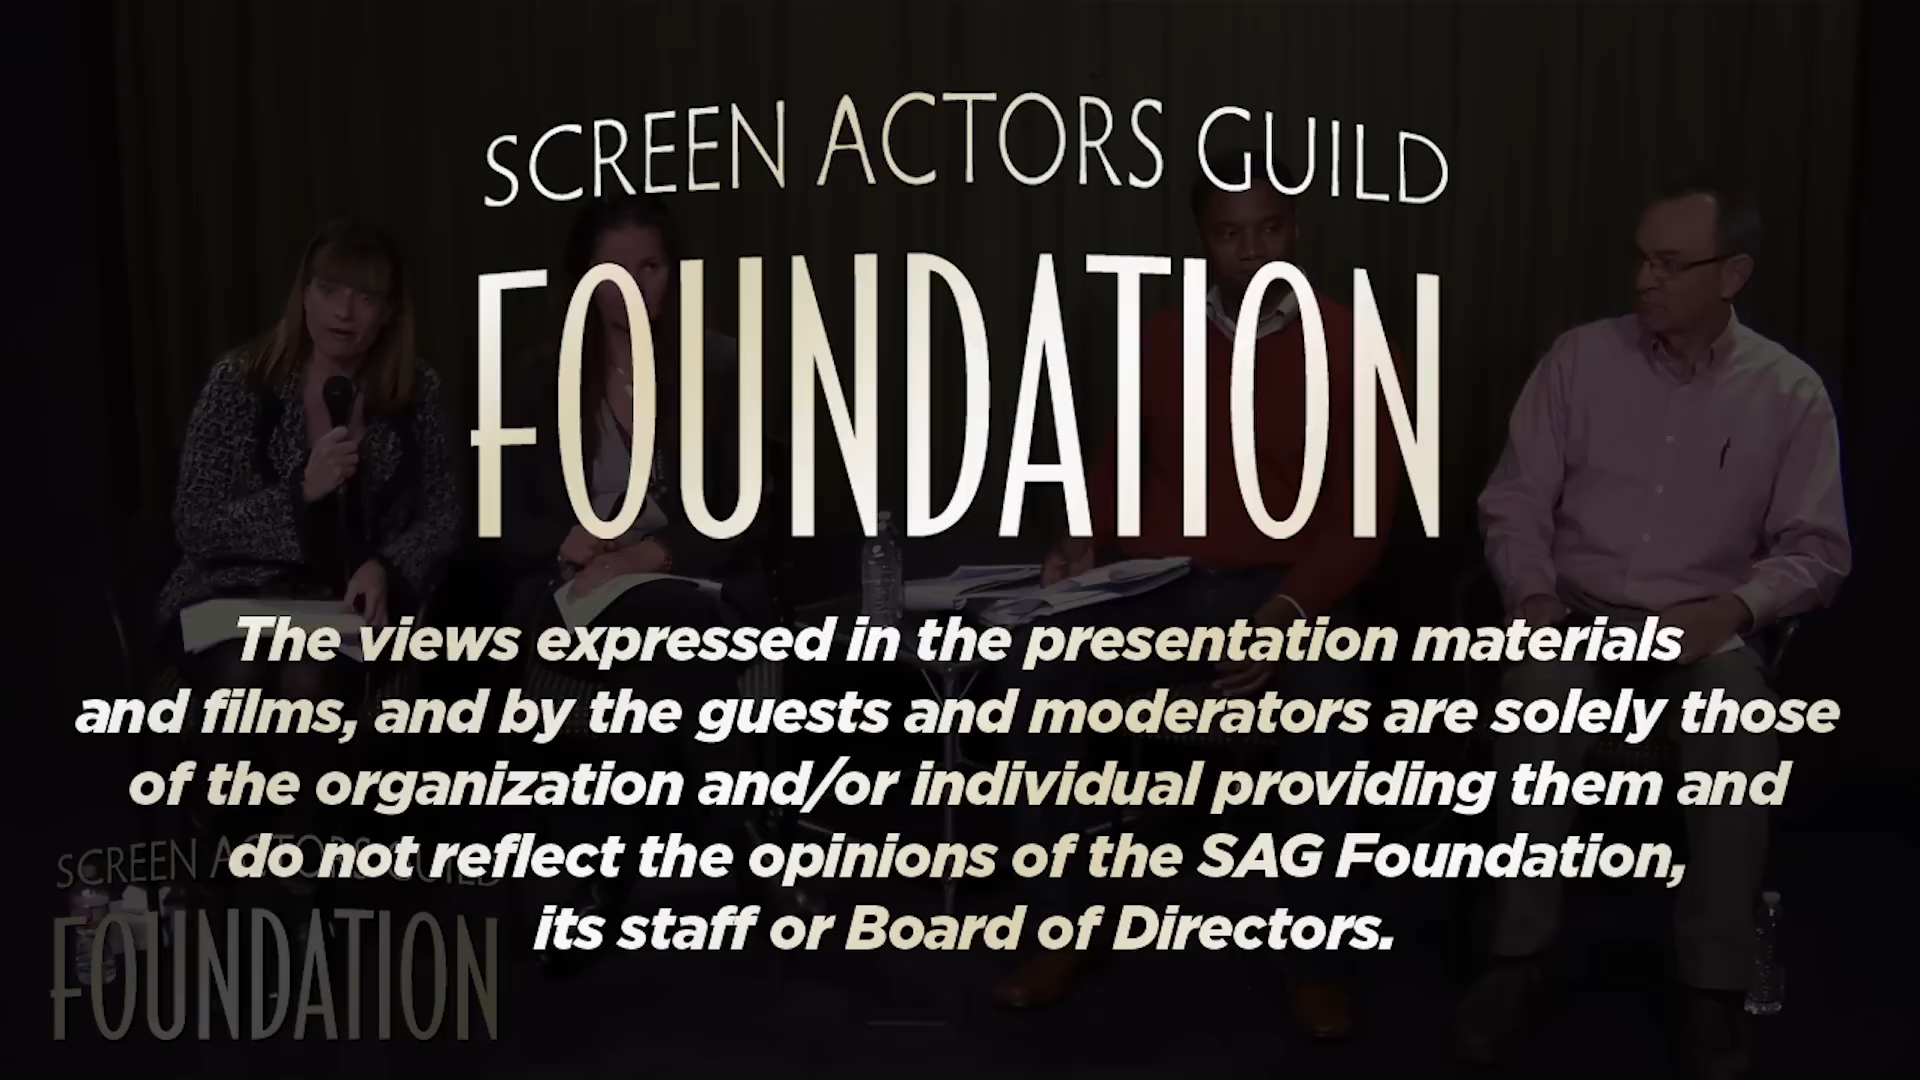 SCREEN ACTORS GUILD
FOUNDATION
The views expressed in the presentation materials
and films, and by the guests and moderators are solely those
of the organization and/or individual providing them and
do not reflect the opinions of the SAG Foundation,
its staff or Board of Directors.
SCREEN ACTORS GUILD
FOUNDATION